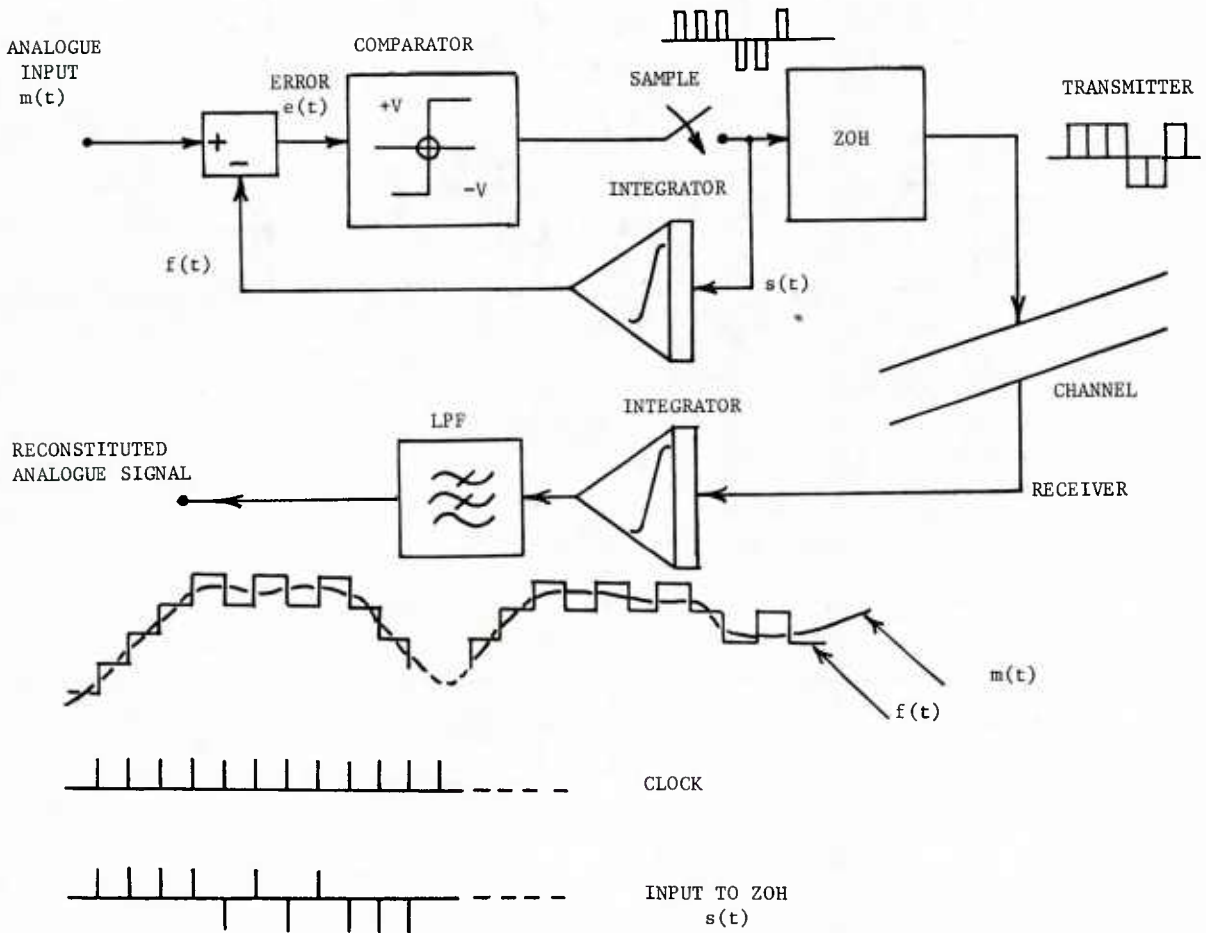 ANALOGUE
INPUT
m(t)
COMPARATOR
ERROR
e(t)
+V
-V
+
-
SAMPLE
ZOH
TRANSMITTER
INTEGRATOR
f(t)
s(t)
CHANNEL
INTEGRATOR
LPF
RECONSTITUTED
ANALOGUE SIGNAL
RECEIVER
m(t)
f(t)
CLOCK
INPUT TO ZOH
s(t)